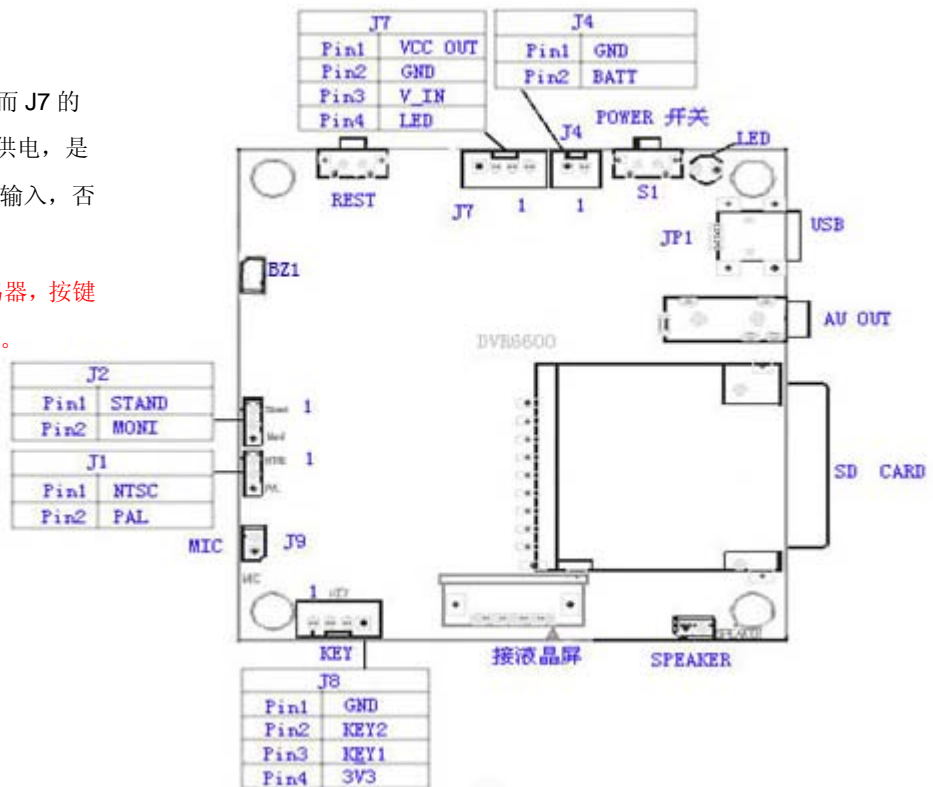 而 J7 的
供电，是
输入，否
器，按键
。
J7
Pin1 VCC OUT
Pin2 GND
Pin3 V_IN
Pin4 LED
J4
Pin1 GND
Pin2 BATT
POWER 开关
J4
LED
REST
J7 1 1
S1
JP1
USB
BZ1
AU OUT
DVR6600
J2
Pin1 STAND
Pin2 MONI
1
J1
Pin1 NTSC
Pin2 PAL
1
SD CARD
MIC J9
MIC
1 KEY
KEY
接液晶屏
SPEAKER
J8
Pin1 GND
Pin2 KEY2
Pin3 KEY1
Pin4 3V3